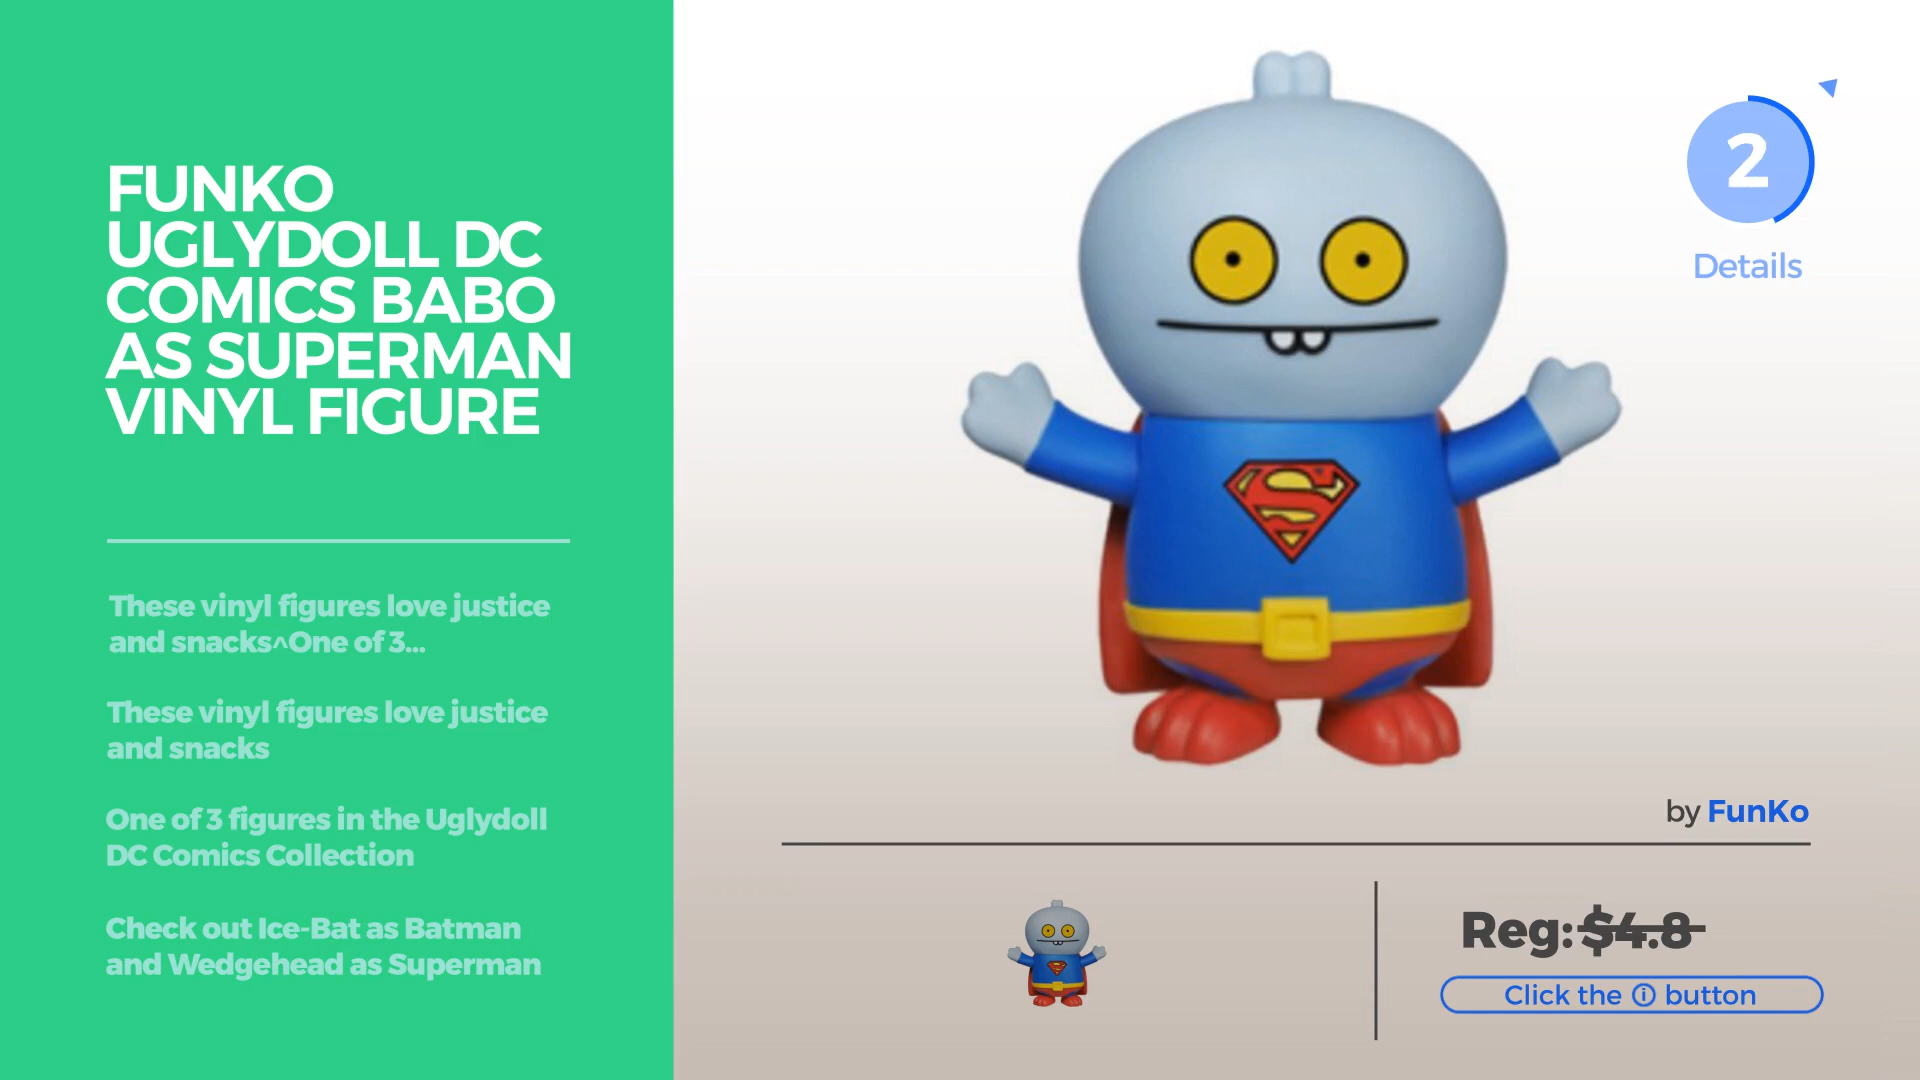 FUNKO
UGLYDOLL DC
COMICS BABO
AS SUPERMAN
VINYL FIGURE
These vinyl figures love justice
and snacks^One of 3...
These vinyl figures love justice
and snacks
One of 3 figures in the Uglydoll
DC Comics Collection
Check out Ice-Bat as Batman
and Wedgehead as Superman
2
Details
S
by FunKo
Reg: $4.8
Click the ⓘ button